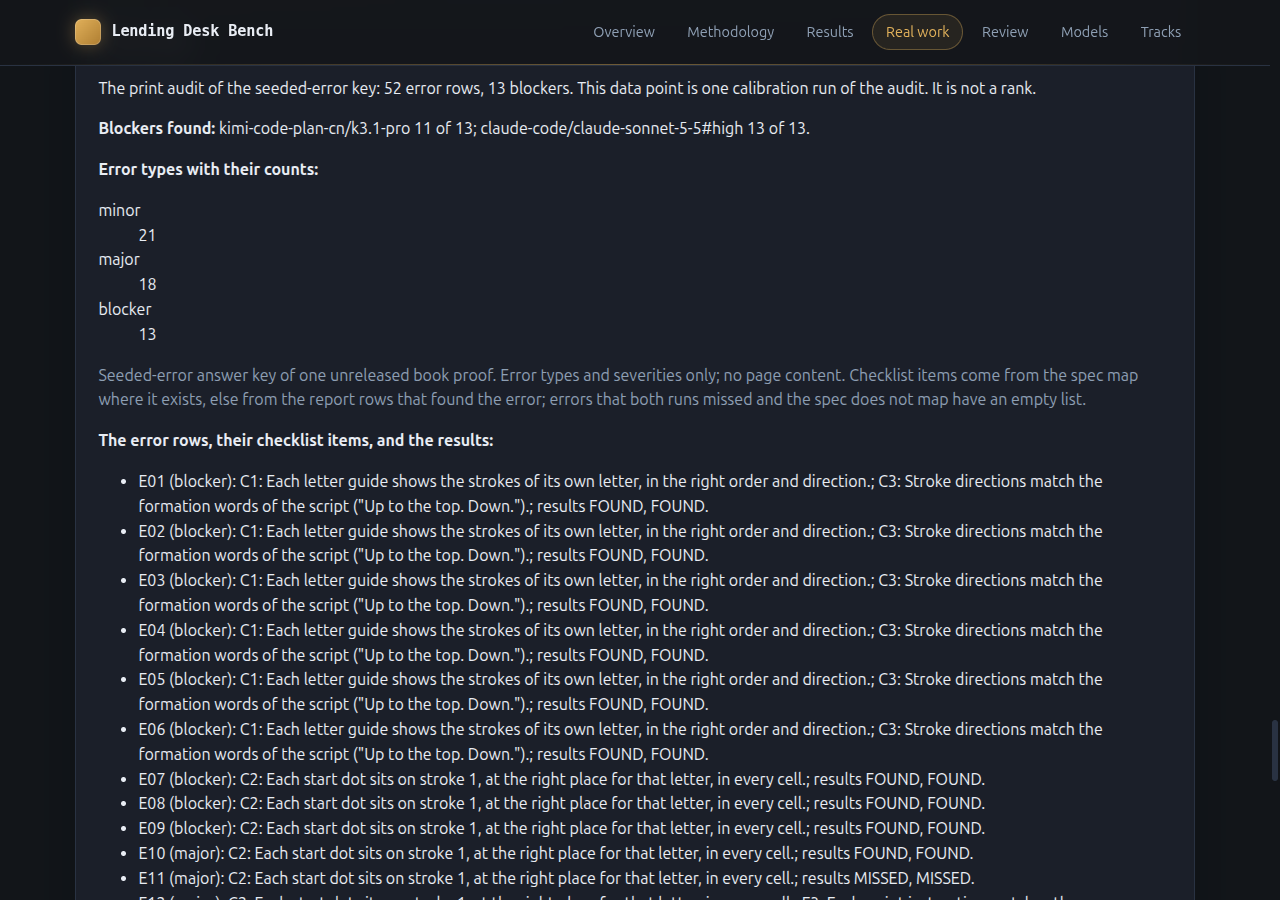 Lending Desk Bench
Overview
Methodology
Results
Real work
Review
Models
Tracks
The print audit of the seeded-error key: 52 error rows, 13 blockers. This data point is one calibration run of the audit. It is not a rank.
Blockers found: kimi-code-plan-cn/k3.1-pro 11 of 13; claude-code/claude-sonnet-5-5#high 13 of 13.
Error types with their counts:
minor
21
major
18
blocker
13
Seeded-error answer key of one unreleased book proof. Error types and severities only; no page content. Checklist items come from the spec map
where it exists, else from the report rows that found the error; errors that both runs missed and the spec does not map have an empty list.
The error rows, their checklist items, and the results:
• E01 (blocker): C1: Each letter guide shows the strokes of its own letter, in the right order and direction.; C3: Stroke directions match the
formation words of the script ("Up to the top. Down.").; results FOUND, FOUND.
• E02 (blocker): C1: Each letter guide shows the strokes of its own letter, in the right order and direction.; C3: Stroke directions match the
formation words of the script ("Up to the top. Down.").; results FOUND, FOUND.
• E03 (blocker): C1: Each letter guide shows the strokes of its own letter, in the right order and direction.; C3: Stroke directions match the
formation words of the script ("Up to the top. Down.").; results FOUND, FOUND.
• E04 (blocker): C1: Each letter guide shows the strokes of its own letter, in the right order and direction.; C3: Stroke directions match the
formation words of the script ("Up to the top. Down.").; results FOUND, FOUND.
• E05 (blocker): C1: Each letter guide shows the strokes of its own letter, in the right order and direction.; C3: Stroke directions match the
formation words of the script ("Up to the top. Down.").; results FOUND, FOUND.
• E06 (blocker): C1: Each letter guide shows the strokes of its own letter, in the right order and direction.; C3: Stroke directions match the
formation words of the script ("Up to the top. Down.").; results FOUND, FOUND.
• E07 (blocker): C2: Each start dot sits on stroke 1, at the right place for that letter, in every cell.; results FOUND, FOUND.
• E08 (blocker): C2: Each start dot sits on stroke 1, at the right place for that letter, in every cell.; results FOUND, FOUND.
• E09 (blocker): C2: Each start dot sits on stroke 1, at the right place for that letter, in every cell.; results FOUND, FOUND.
• E10 (major): C2: Each start dot sits on stroke 1, at the right place for that letter, in every cell.; results FOUND, FOUND.
• E11 (major): C2: Each start dot sits on stroke 1, at the right place for that letter, in every cell.; results MISSED, MISSED.